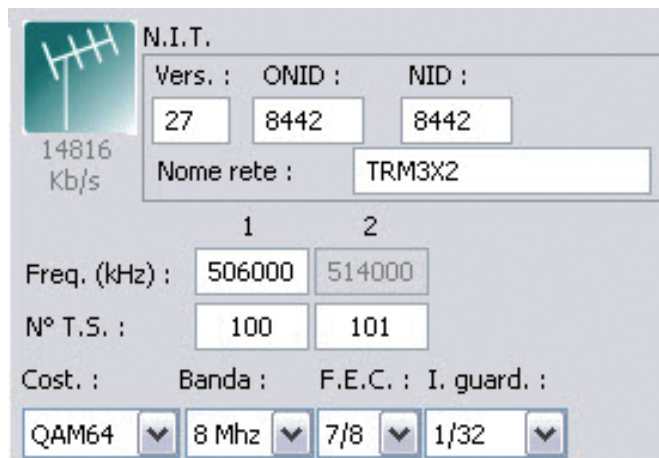 N.I.T.
Vers. : ONID : NID :
27 8442 8442
14816
Kb/s
Nome rete : TRM3X2
1 2
Freq. (kHz) : 506000 514000
N° T.S. : 100 101
Cost. : Banda : F.E.C. : I. guard. :
QAM64 8 Mhz 7/8 1/32